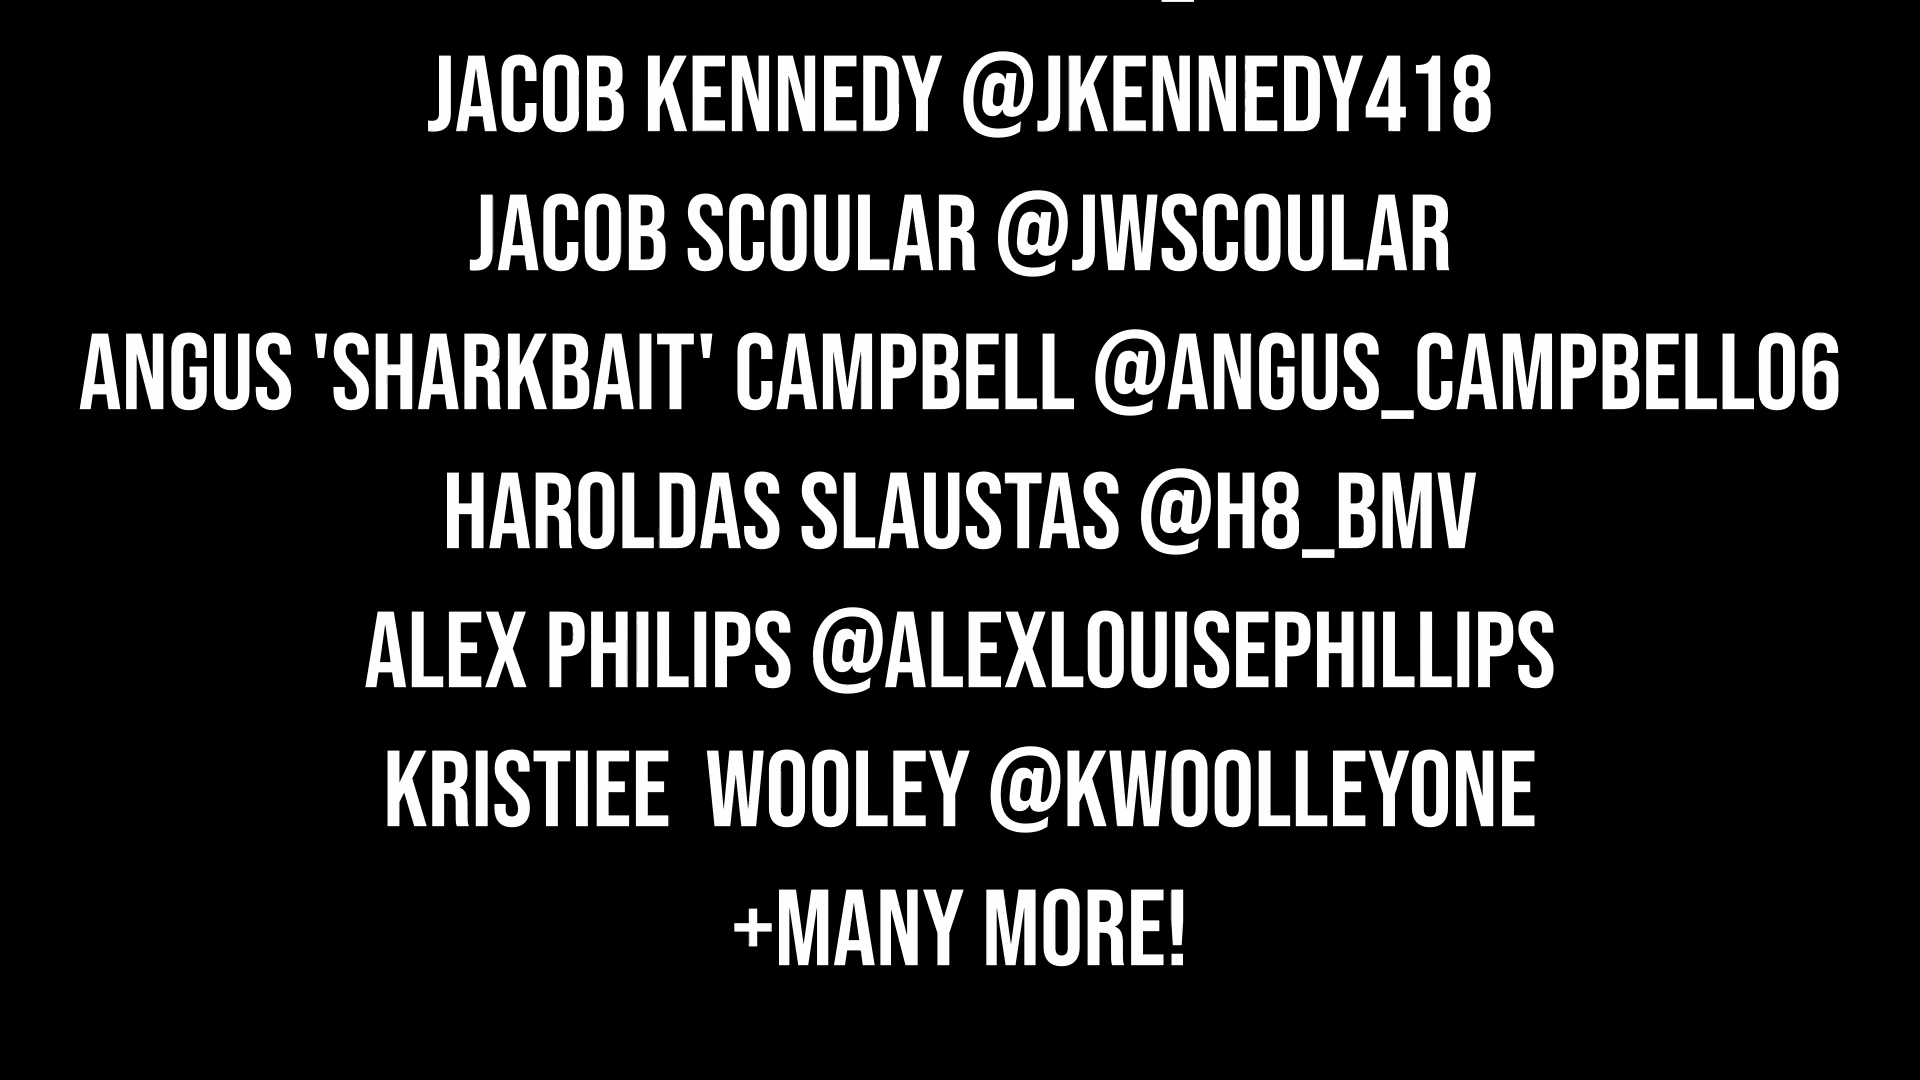 JACOB KENNEDY @JKENNEDY418
JACOB SCOULAR @JWSCOULAR
ANGUS 'SHARKBAIT' CAMPBELL @ANGUS_CAMPBELL06
HAROLDAS SLAUSTAS @H8_BMV
ALEX PHILIPS @ALEXLOUISEPHILLIPS
KRISTIEE  WOOLEY @KWOOLLEYONE
+MANY MORE!